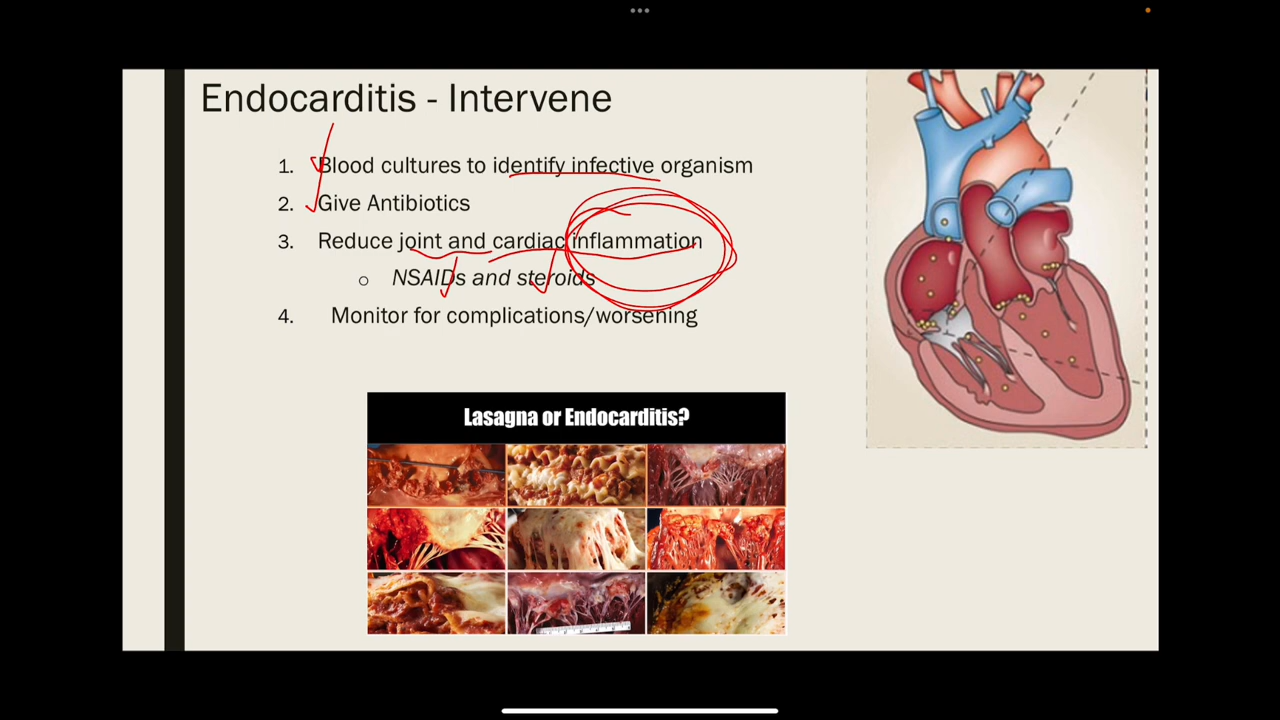 Endocarditis - Intervene
1. Blood cultures to identify infective organism
2. Give Antibiotics
3. Reduce joint and cardiac inflammation
o NSAIDs and steroids
4. Monitor for complications/worsening
Lasagna or Endocarditis?